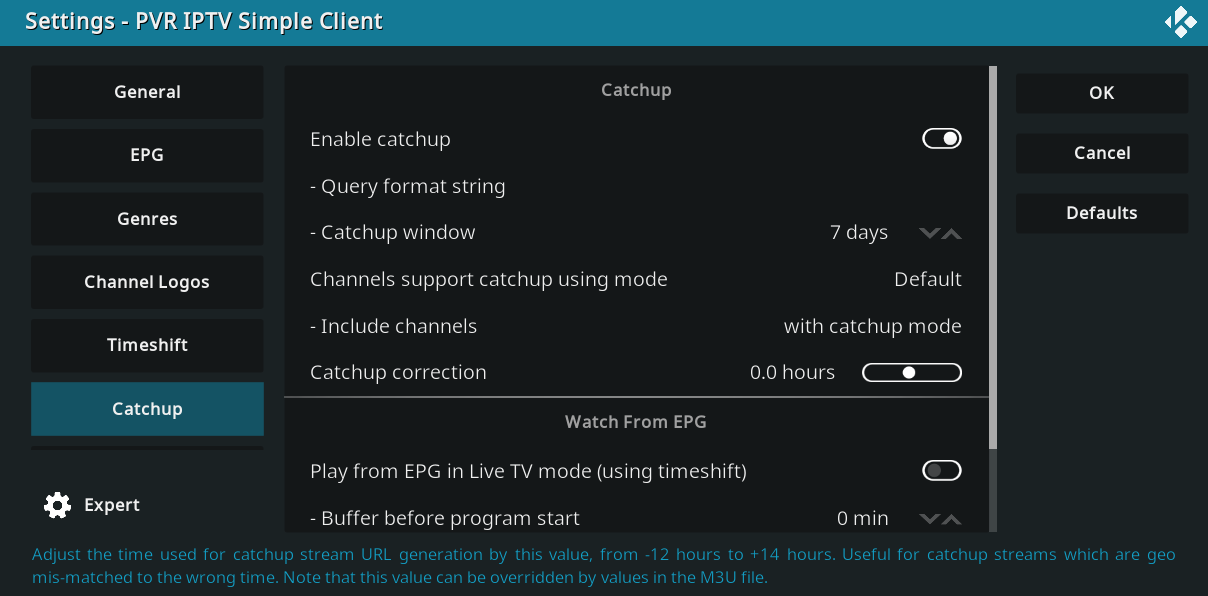 Settings - PVR IPTV Simple Client
General
EPG
Genres
Channel Logos
Timeshift
Catchup
Expert
Catchup
Enable catchup
- Query format string
- Catchup window 7 days
Channels support catchup using mode Default
- Include channels with catchup mode
Catchup correction 0.0 hours
Watch From EPG
Play from EPG in Live TV mode (using timeshift)
- Buffer before program start 0 min
OK
Cancel
Defaults
Adjust the time used for catchup stream URL generation by this value, from -12 hours to +14 hours. Useful for catchup streams which are geo
mis-matched to the wrong time. Note that this value can be overridden by values in the M3U file.